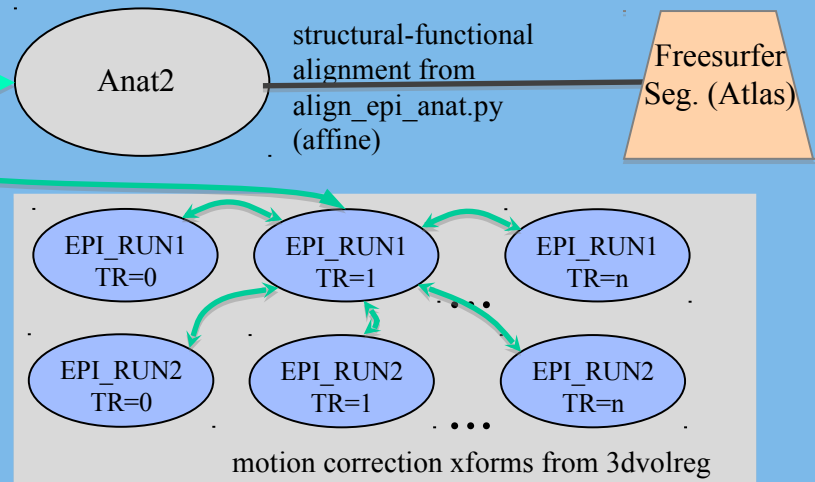 Anat2
structural-functional
alignment from
align_epi_anat.py
(affine)
Freesurfer
Seg. (Atlas)
EPI_RUN1
TR=0
EPI_RUN1
TR=1
EPI_RUN1
TR=n
...
EPI_RUN2
TR=0
EPI_RUN2
TR=1
EPI_RUN2
TR=n
...
motion correction xforms from 3dvolreg